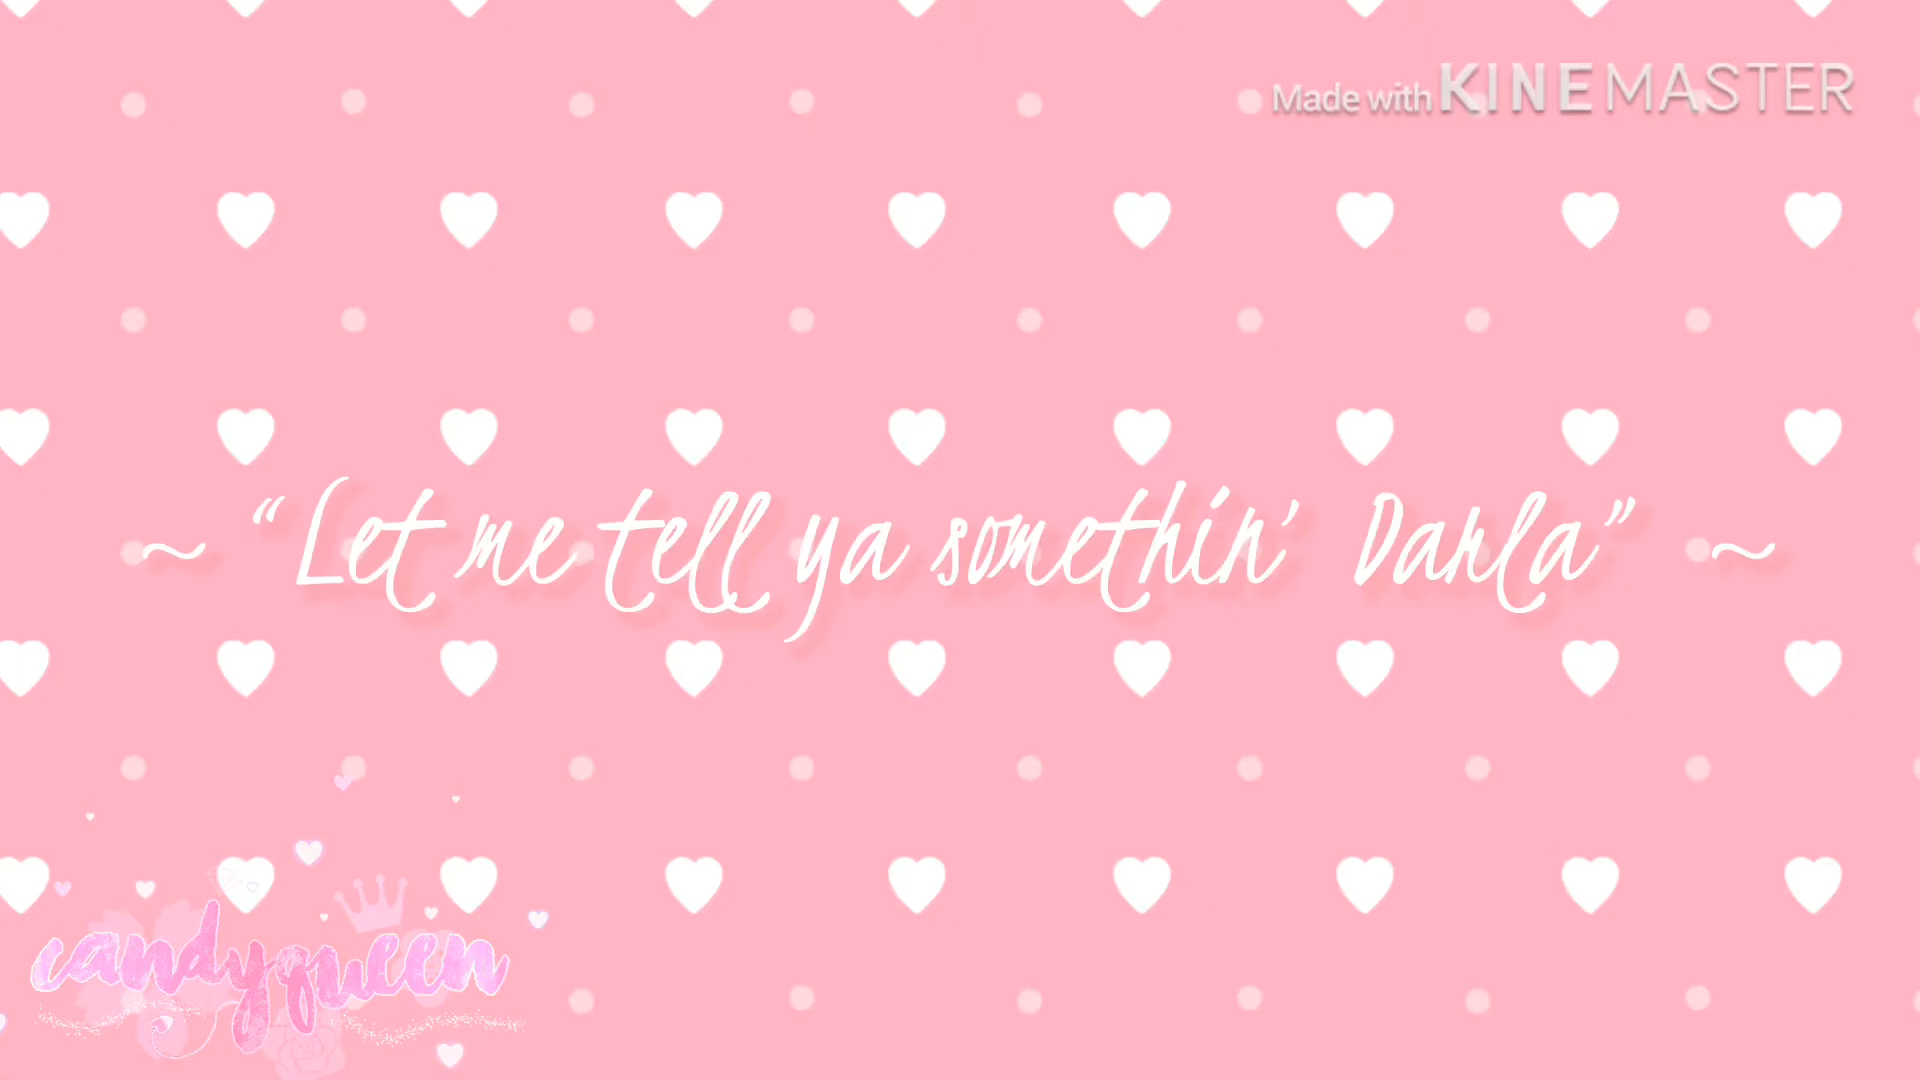 Made with KINEMASTER
~ “Let me tell ya somethin’ Darla” ~
candyqueen